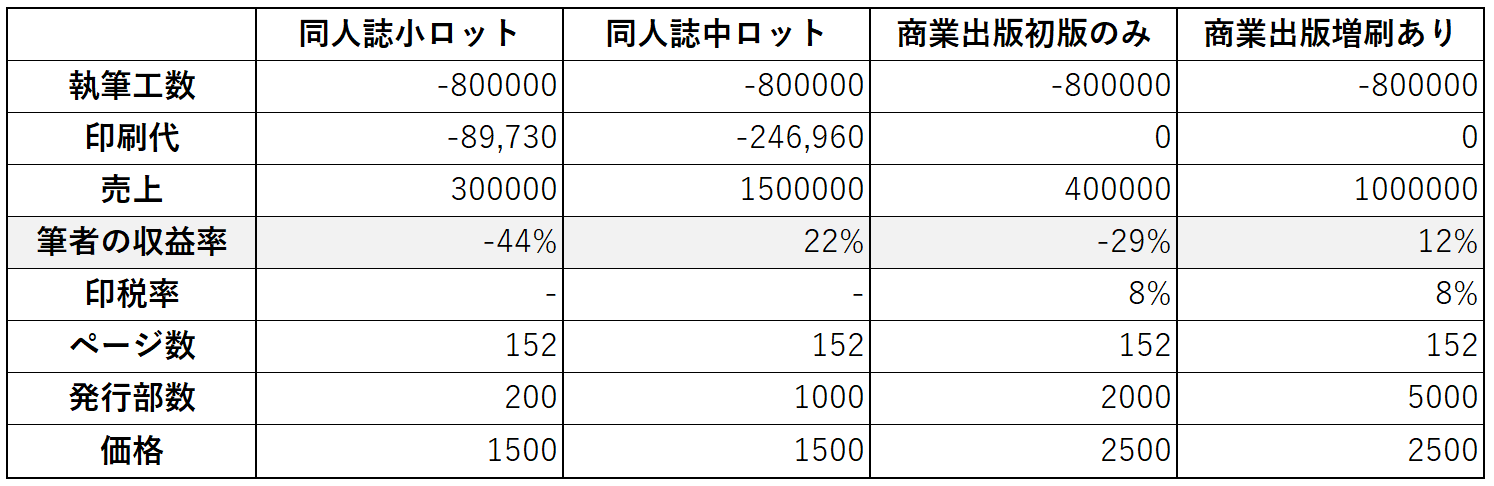 同人誌小ロット 同人誌中ロット 商業出版初版のみ 商業出版増刷あり
執筆工数 -800000 -800000 -800000 -800000
印刷代 -89,730 -246,960 0 0
売上 300000 1500000 400000 1000000
筆者の収益率 -44% 22% -29% 12%
印税率 - - 8% 8%
ページ数 152 152 152 152
発行部数 200 1000 2000 5000
価格 1500 1500 2500 2500